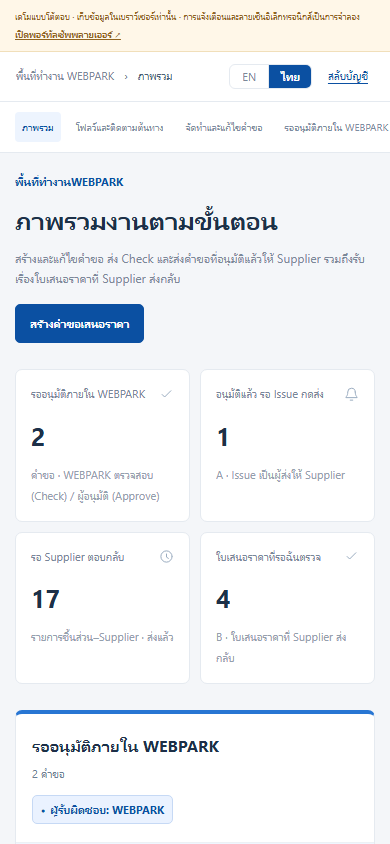 เดโมแบบโต้ตอบ · เก็บข้อมูลในเบราว์เซอร์เท่านั้น · การแจ้งเตือนและลายเซ็นอิเล็กทรอนิกส์เป็นการจำลอง
เปิดพอร์ทัลซัพพลายเออร์ ↗
พื้นที่ทำงาน WEBPARK › ภาพรวม EN ไทย สลับบัญชี
ภาพรวม โฟลว์และติดตามต้นทาง จัดทำและแก้ไขคำขอ รออนุมัติภายใน WEBPARK
พื้นที่ทำงานWEBPARK
ภาพรวมงานตามขั้นตอน
สร้างและแก้ไขคำขอ ส่ง Check และส่งคำขอที่อนุมัติแล้วให้ Supplier รวมถึงรับ
เรื่องใบเสนอราคาที่ Supplier ส่งกลับ
สร้างคำขอเสนอราคา
รออนุมัติภายใน WEBPARK
2
คำขอ · WEBPARK ตรวจสอบ
(Check) / ผู้อนุมัติ (Approve)
อนุมัติแล้ว รอ Issue กดส่ง
1
A · Issue เป็นผู้ส่งให้ Supplier
รอ Supplier ตอบกลับ
17
รายการชิ้นส่วน–Supplier · ส่งแล้ว
ใบเสนอราคาที่รอฉันตรวจ
4
B · ใบเสนอราคาที่ Supplier ส่ง
กลับ
รออนุมัติภายใน WEBPARK
2 คำขอ
• ผู้รับผิดชอบ: WEBPARK